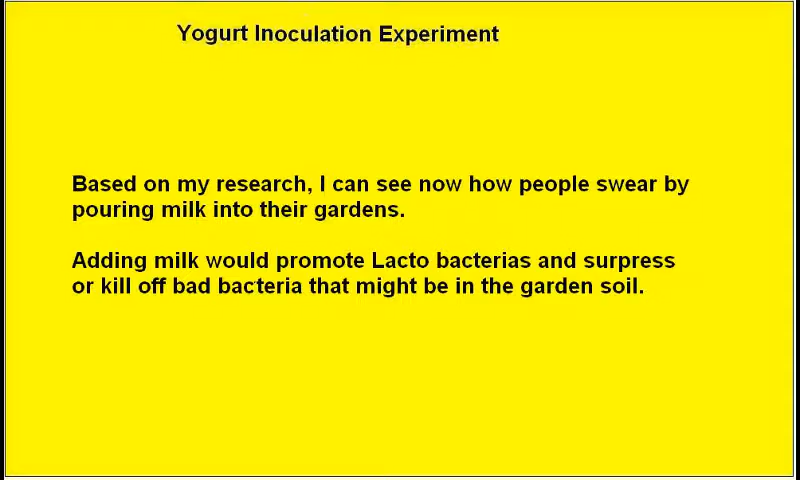 Yogurt Inoculation Experiment
Based on my research, I can see now how people swear by
pouring milk into their gardens.
Adding milk would promote Lacto bacterias and surpress
or kill off bad bacteria that might be in the garden soil.